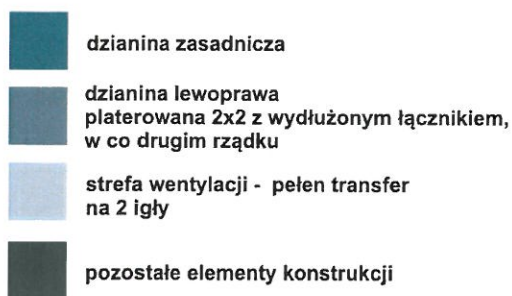 dzianina zasadnicza
dzianina lewoprawa
platerowana 2x2 z wydłużonym łącznikiem,
w co drugim rządku
strefa wentylacji - pełen transfer
na 2 igły
pozostałe elementy konstrukcji